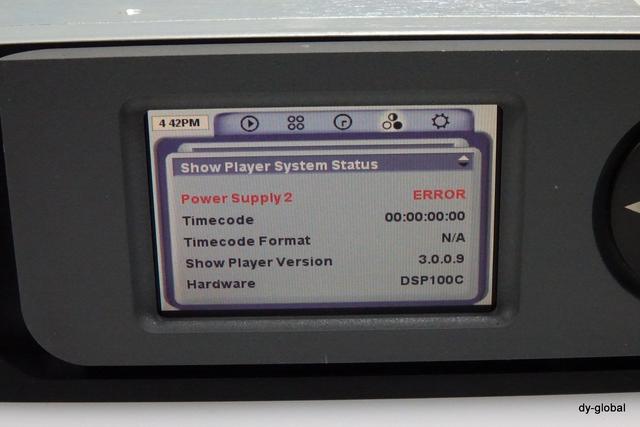 4 42PM
Show Player System Status
Power Supply 2 ERROR
Timecode 00:00:00:00
Timecode Format N/A
Show Player Version 3.0.0.9
Hardware DSP100C
dy-global